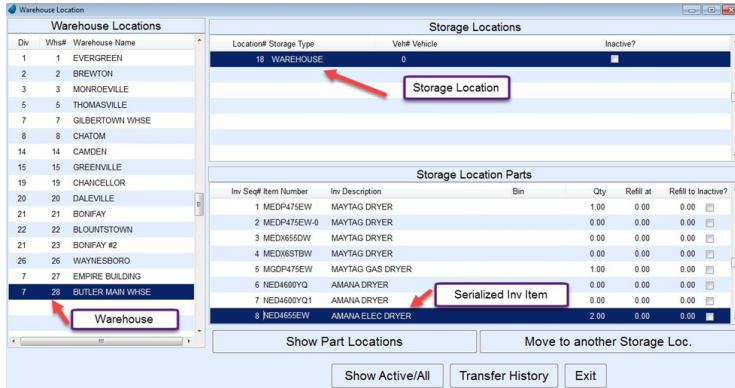 Warehouse Location
Warehouse Locations
Div Whs# Warehouse Name
1 1 EVERGREEN
2 2 BREWTON
3 3 MONROEVILLE
5 5 THOMASVILLE
7 7 GILBERTOWN WHSE
8 8 CHATOM
14 14 CAMDEN
15 15 GREENVILLE
19 19 CHANCELLOR
20 20 DALEVILLE
21 21 BONIFAY
22 22 BLOUNTSTOWN
21 23 BONIFAY #2
26 26 WAYNESBORO
7 27 EMPIRE BUILDING
7 28 BUTLER MAIN WHSE
Warehouse
Storage Locations
Location# Storage Type Veh# Vehicle Inactive?
18 WAREHOUSE 0
Storage Location
Storage Location Parts
Inv Seq# Item Number Inv Description Bin Qty Refill at Refill to Inactive?
1 MEDP475EW MAYTAG DRYER 1.00 0.00 0.00
2 MEDP475EW-0 MAYTAG DRYER 0.00 0.00 0.00
3 MEDX655DW MAYTAG DRYER 0.00 0.00 0.00
4 MEDX6STBW MAYTAG DRYER 0.00 0.00 0.00
5 MGDP475EW MAYTAG GAS DRYER 1.00 0.00 0.00
6 NED4600YQ AMANA DRYER 0.00 0.00 0.00
7 NED4600YQ1 AMANA DRYER 0.00 0.00 0.00
Serialized Inv Item
8 NED4655EW AMANA ELEC DRYER 2.00 0.00 0.00
Show Part Locations Move to another Storage Loc.
Show Active/All Transfer History Exit